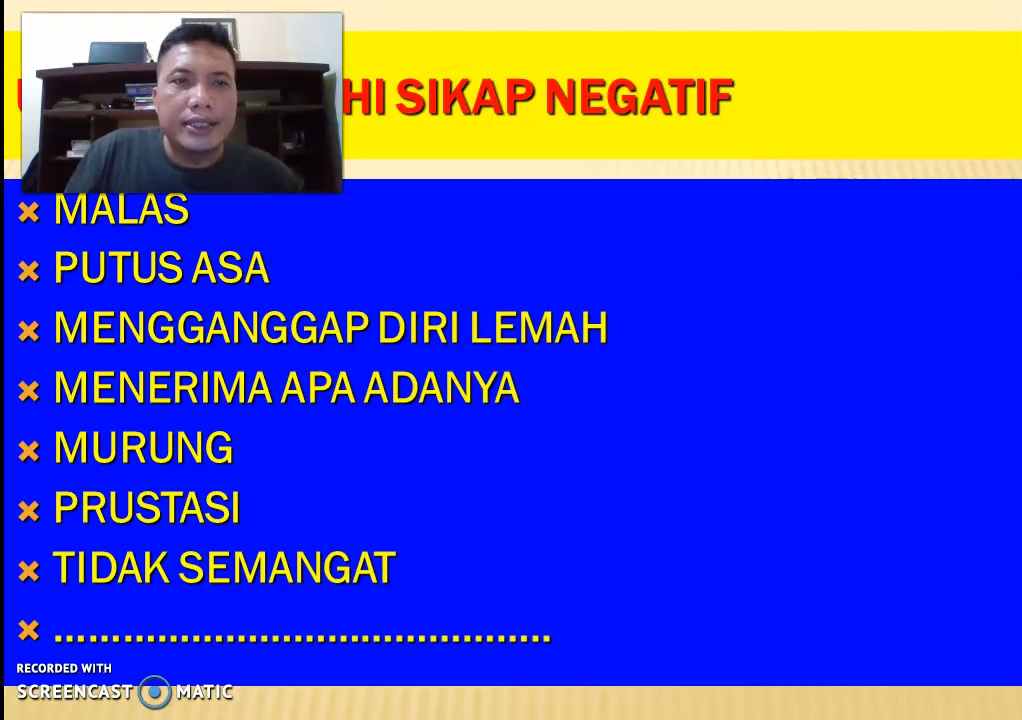 HI SIKAP NEGATIF
MALAS
PUTUS ASA
MENGGANGGAP DIRI LEMAH
MENERIMA APA ADANYA
MURUNG
PRUSTASI
TIDAK SEMANGAT
...........................................
RECORDED WITH
SCREENCAST MATIC